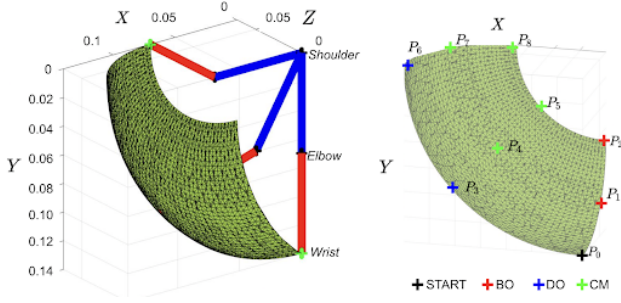 X
0.1
0.05
0
Z
0.05
0
Shoulder
Elbow
Wrist
Y
0
0.02
0.04
0.06
0.08
0.10
0.12
0.14
X
Y
P6
P7
P8
P5
P4
P3
P2
P1
P0
START BO DO CM